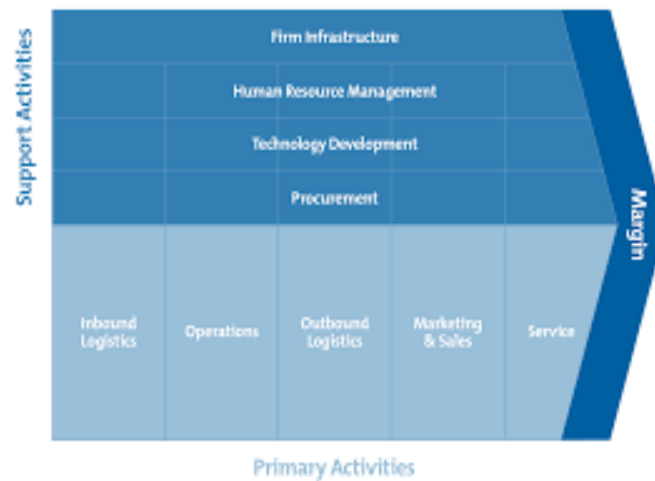 Support Activities
Firm Infrastructure
Human Resource Management
Technology Development
Procurement
Margin
Inbound
Logistics
Operations
Outbound
Logistics
Marketing
& Sales
Service
Primary Activities